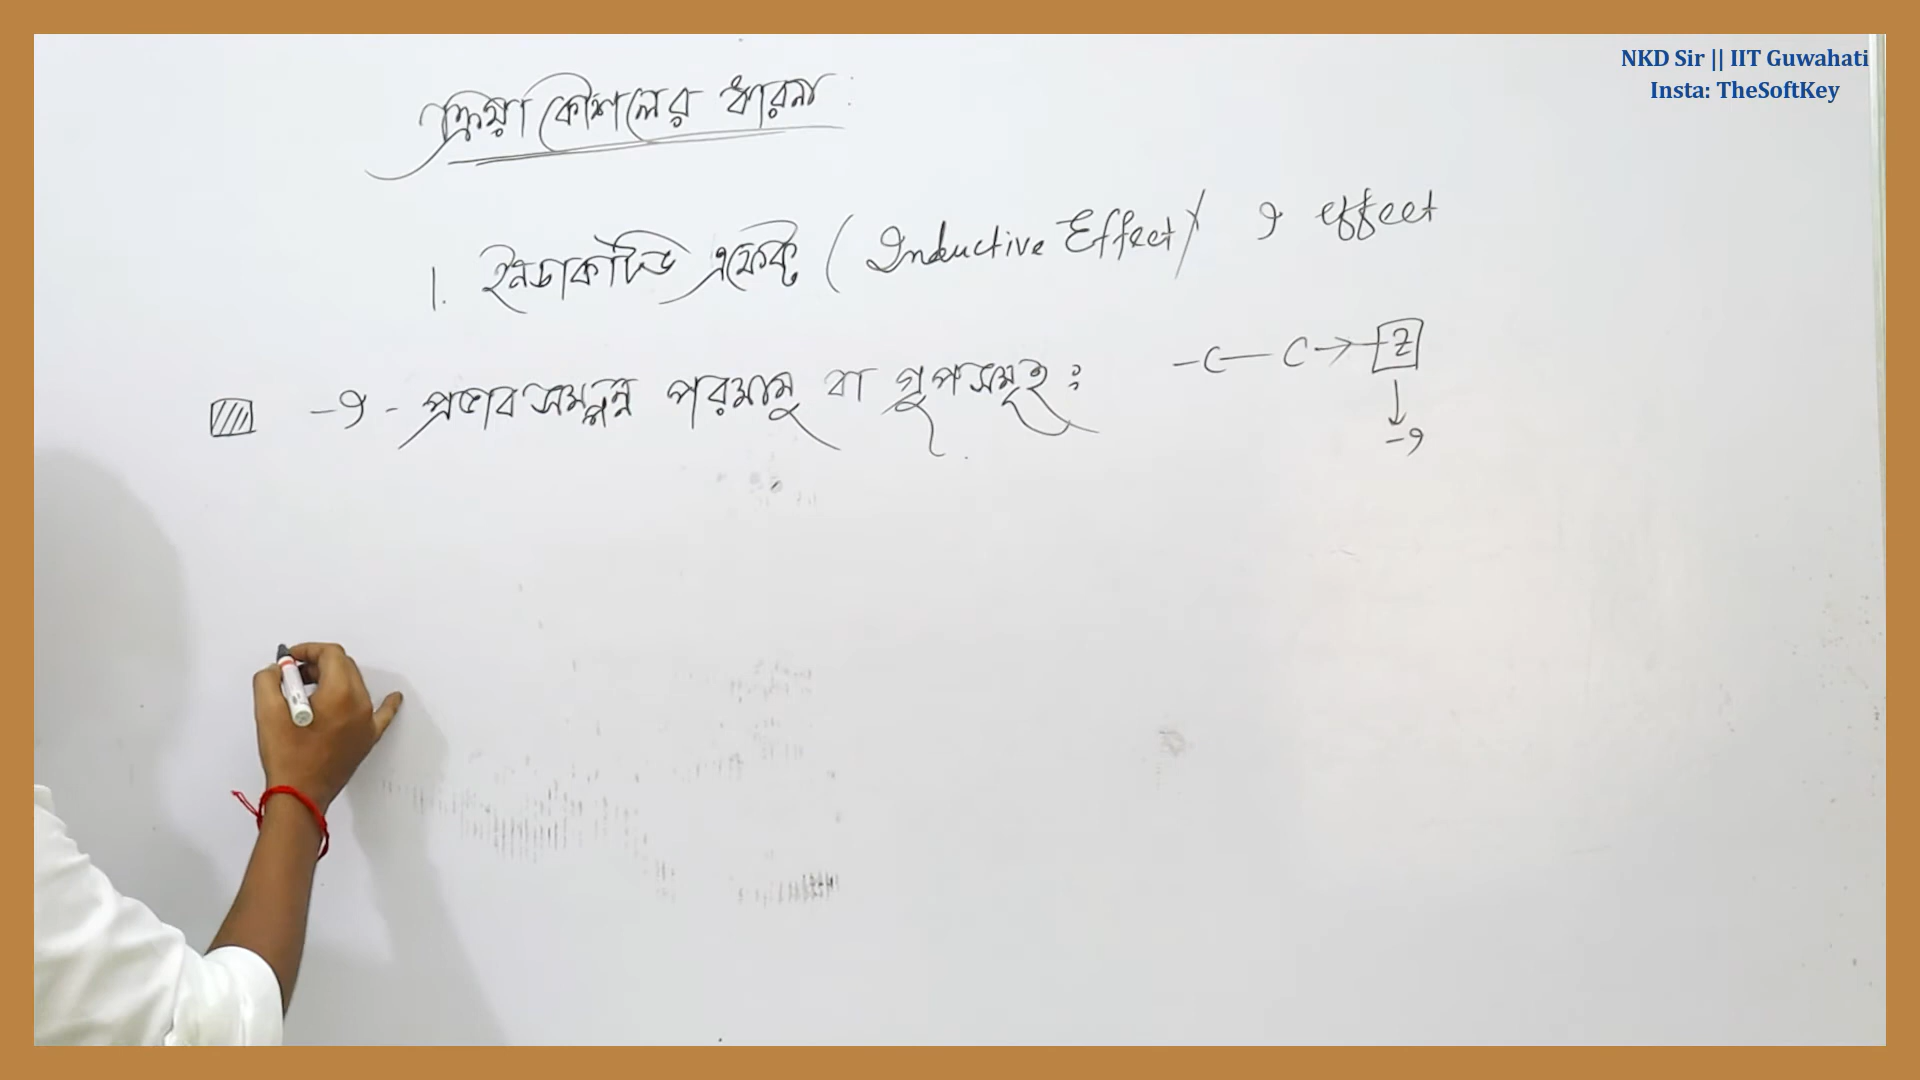 NKD Sir || IIT Guwahati
Insta: TheSoftKey
ক্রিয়া কৌশলের ধারনা :
1. ইনডাকটিভ এফেক্ট ( Inductive Effect ) / I effect
-I - প্রভাব সম্পন্ন পরমানু বা গ্রুপসমূহ :
-C-C→-Z
↓
-I